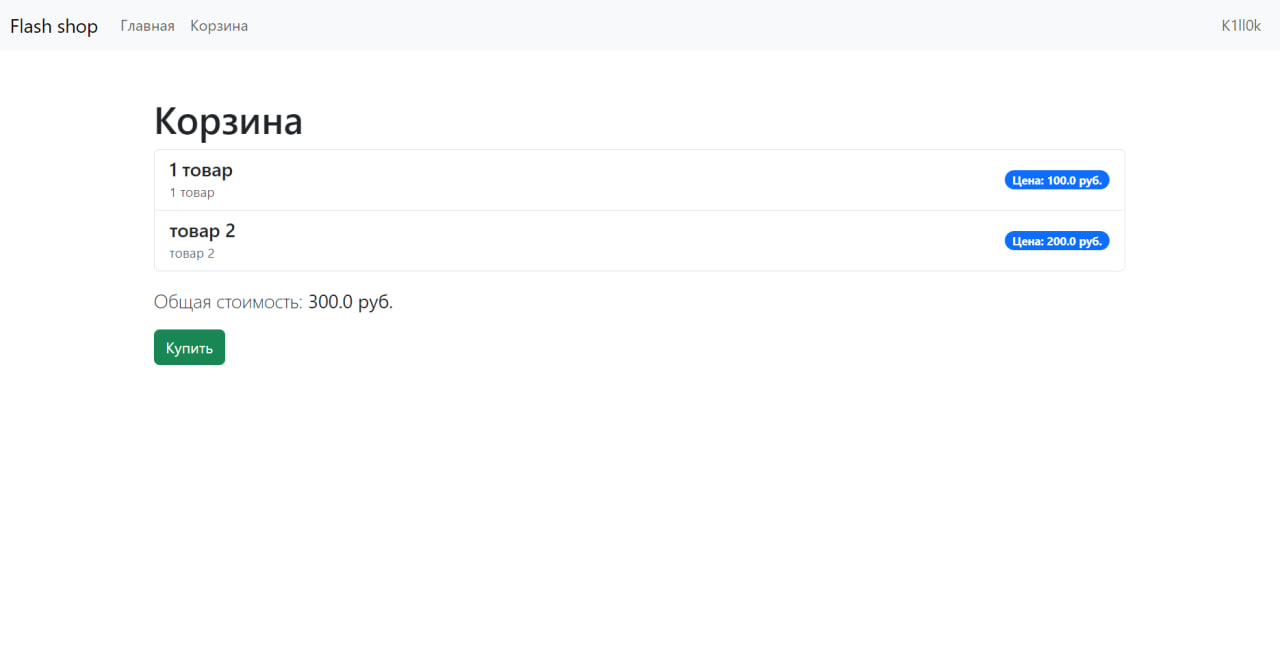 Flash shop Главная Корзина K1ll0k
Корзина
1 товар
1 товар
Цена: 100.0 руб.
товар 2
товар 2
Цена: 200.0 руб.
Общая стоимость: 300.0 руб.
Купить